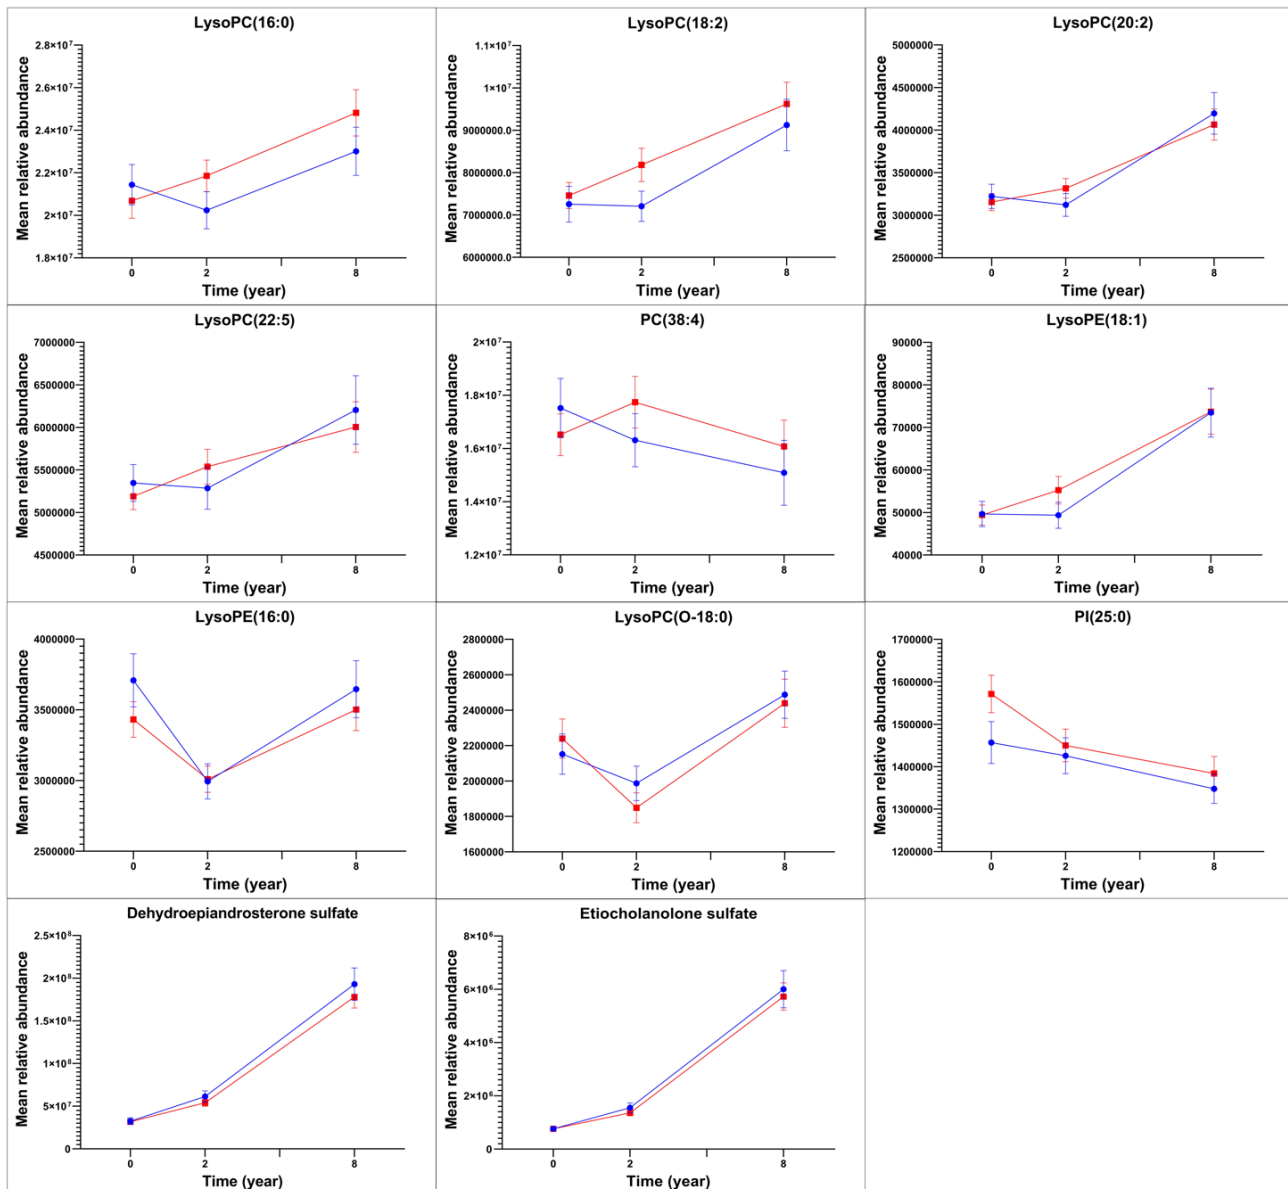 LysoPC(16:0)
Mean relative abundance
2.8×10⁷
2.6×10⁷
2.4×10⁷
2.2×10⁷
2×10⁷
1.8×10⁷
0 2 8
Time (year)
LysoPC(18:2)
Mean relative abundance
1.1×10⁷
1×10⁷
9000000.0
8000000.0
7000000.0
6000000.0
0 2 8
Time (year)
LysoPC(20:2)
Mean relative abundance
5000000
4500000
4000000
3500000
3000000
2500000
0 2 8
Time (year)
LysoPC(22:5)
Mean relative abundance
7000000
6500000
6000000
5500000
5000000
4500000
0 2 8
Time (year)
PC(38:4)
Mean relative abundance
2×10⁷
1.8×10⁷
1.6×10⁷
1.4×10⁷
1.2×10⁷
0 2 8
Time (year)
LysoPE(18:1)
Mean relative abundance
90000
80000
70000
60000
50000
40000
0 2 8
Time (year)
LysoPE(16:0)
Mean relative abundance
4000000
3500000
3000000
2500000
0 2 8
Time (year)
LysoPC(O-18:0)
Mean relative abundance
2800000
2600000
2400000
2200000
2000000
1800000
1600000
0 2 8
Time (year)
PI(25:0)
Mean relative abundance
1700000
1600000
1500000
1400000
1300000
1200000
0 2 8
Time (year)
Dehydroepiandrosterone sulfate
Mean relative abundance
2.5×10⁸
2×10⁸
1.5×10⁸
1×10⁸
5×10⁷
0
0 2 8
Time (year)
Etiocholanolone sulfate
Mean relative abundance
8×10⁶
6×10⁶
4×10⁶
2×10⁶
0
0 2 8
Time (year)